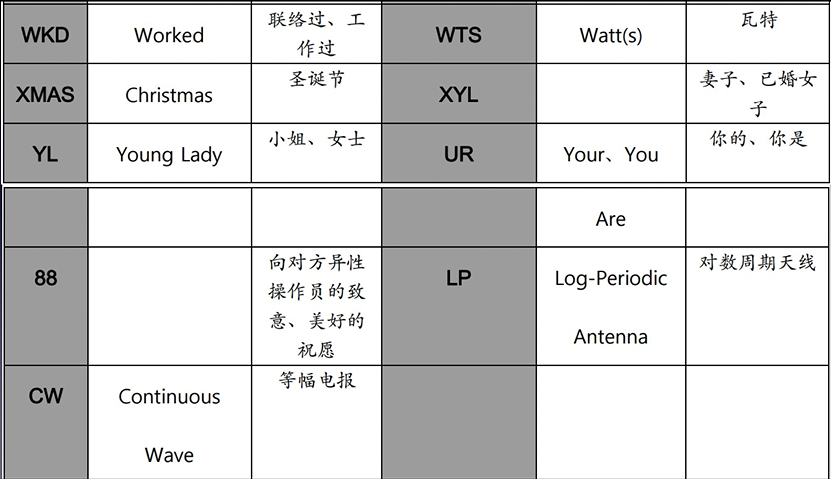 WKD Worked 联络过、工 WTS Watt(s) 瓦特
作过
XMAS Christmas 圣诞节 XYL 妻子、已婚女
子
YL Young Lady 小姐、女士 UR Your、You 你的、你是
Are
88 向对方异性 LP Log-Periodic 对数周期天线
操作员的致
意、美好的 Antenna
祝愿
CW Continuous 等幅电报
Wave